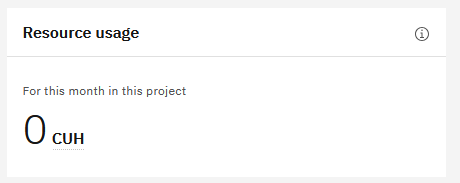 Resource usage
For this month in this project
0 CUH